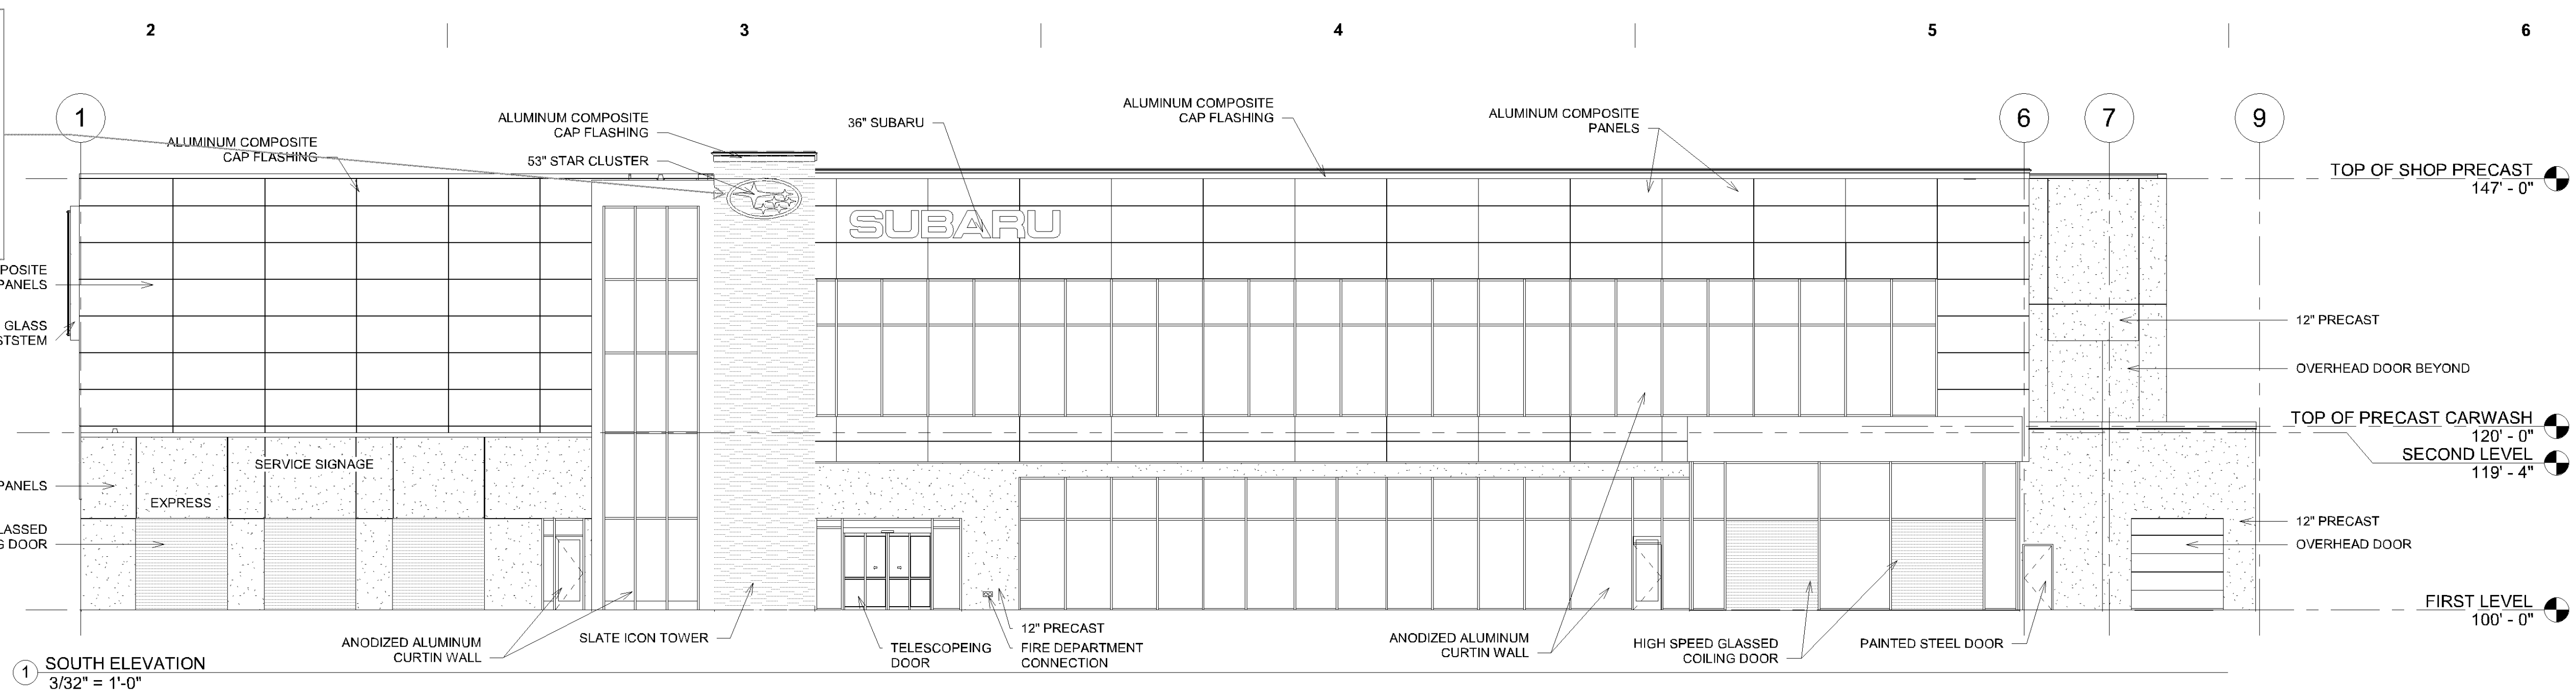 2
3
4
5
6
1
6
7
9
ALUMINUM COMPOSITE
CAP FLASHING
ALUMINUM COMPOSITE
CAP FLASHING
53" STAR CLUSTER
36" SUBARU
ALUMINUM COMPOSITE
CAP FLASHING
ALUMINUM COMPOSITE
PANELS
TOP OF SHOP PRECAST
147' - 0"
SUBARU
POSITE
PANELS
GLASS
STSTEM
12" PRECAST
OVERHEAD DOOR BEYOND
TOP OF PRECAST CARWASH
120' - 0"
SECOND LEVEL
119' - 4"
SERVICE SIGNAGE
EXPRESS
PANELS
LASSED
G DOOR
12" PRECAST
OVERHEAD DOOR
FIRST LEVEL
100' - 0"
ANODIZED ALUMINUM
CURTIN WALL
SLATE ICON TOWER
TELESCOPEING
DOOR
12" PRECAST
FIRE DEPARTMENT
CONNECTION
ANODIZED ALUMINUM
CURTIN WALL
HIGH SPEED GLASSED
COILING DOOR
PAINTED STEEL DOOR
1
SOUTH ELEVATION
3/32" = 1'-0"